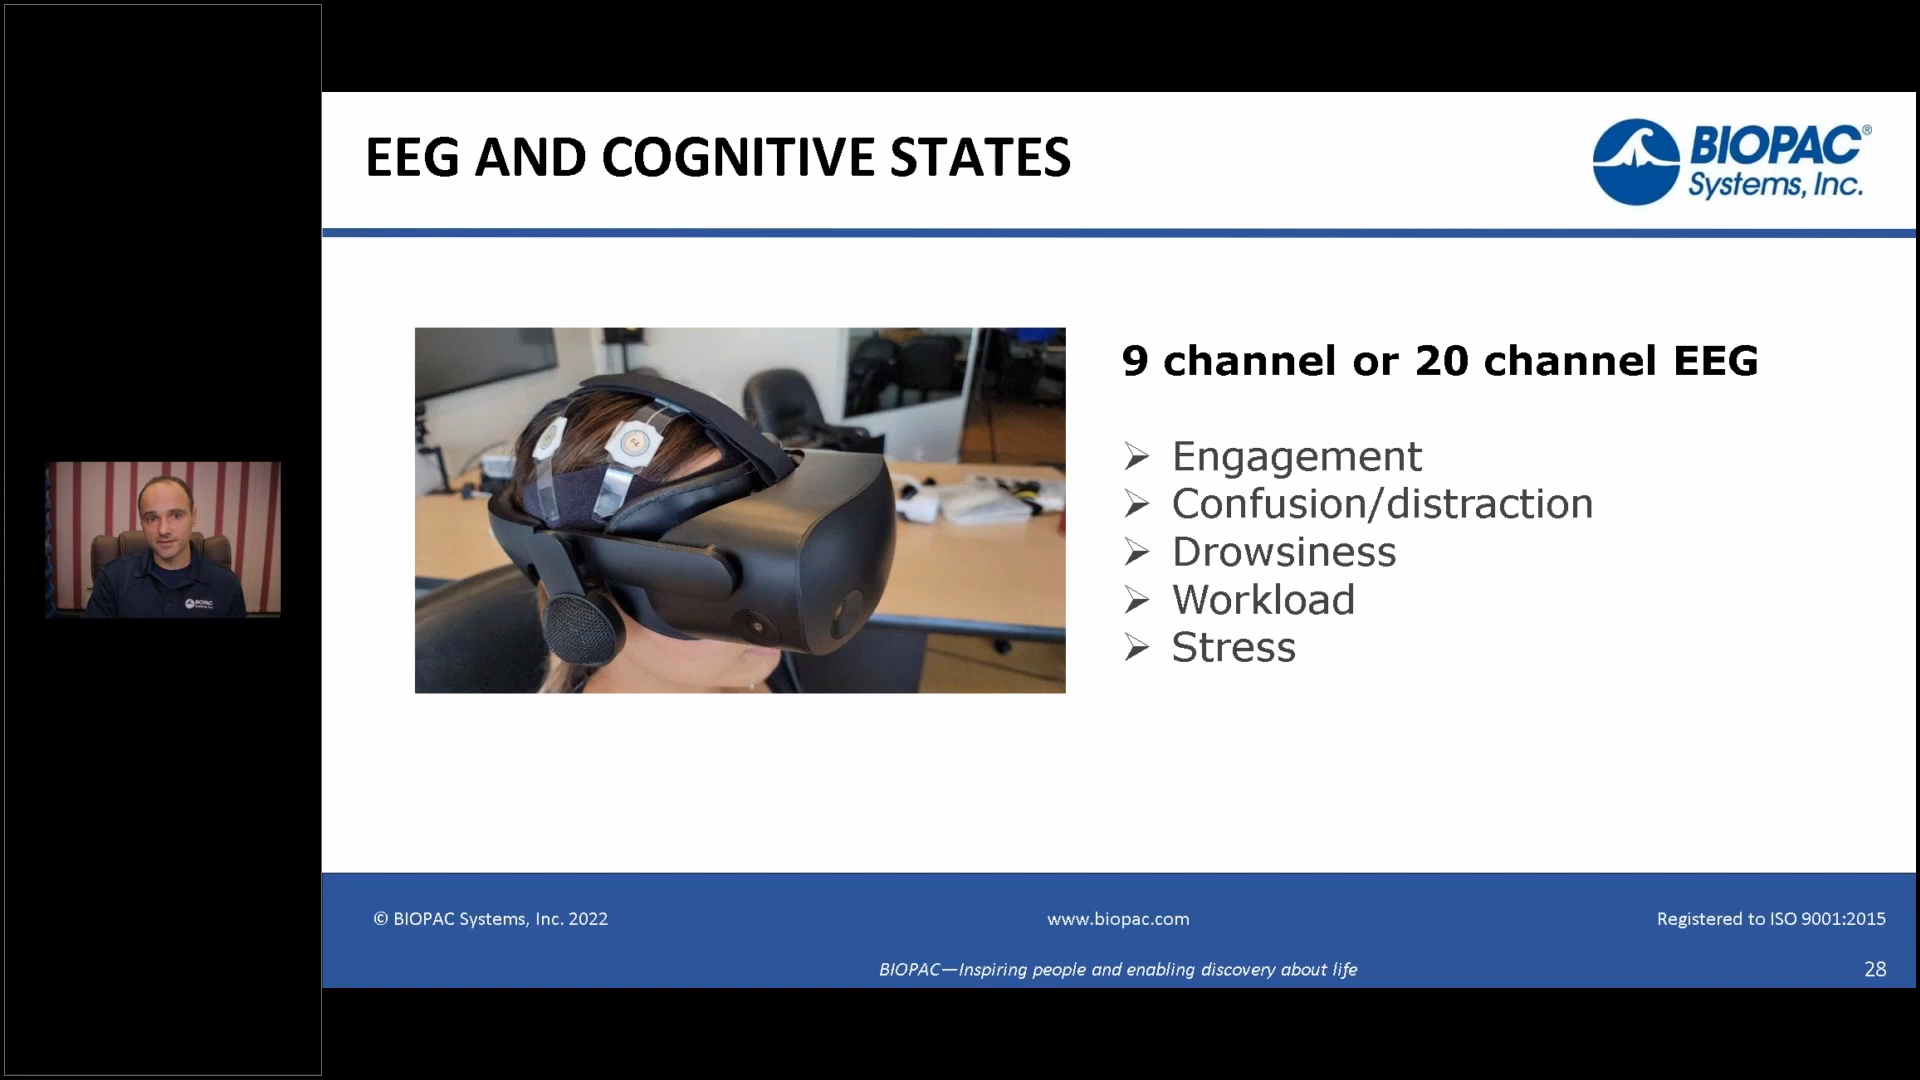 EEG AND COGNITIVE STATES
BIOPAC®
Systems, Inc.
9 channel or 20 channel EEG
Engagement
Confusion/distraction
Drowsiness
Workload
Stress
F4
BIOPAC
© BIOPAC Systems, Inc. 2022
www.biopac.com
Registered to ISO 9001:2015
BIOPAC—Inspiring people and enabling discovery about life
28